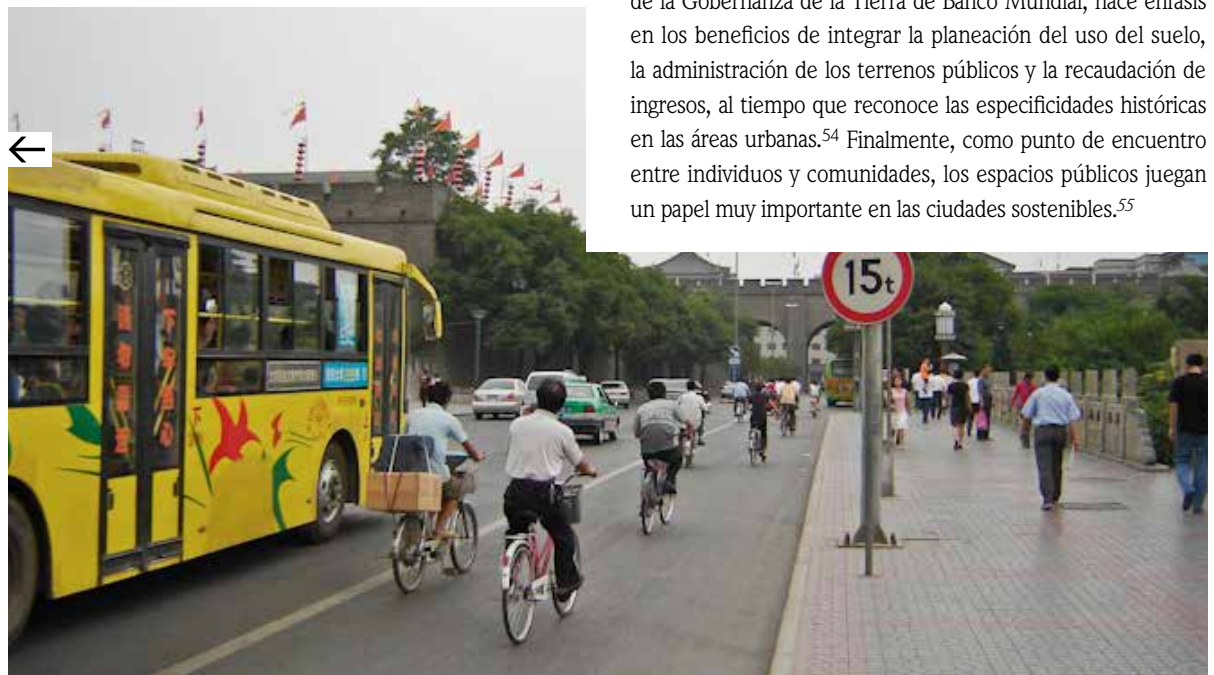 de la Gobernanza de la Tierra de Banco Mundial, hace énfasis
en los beneficios de integrar la planeación del uso del suelo,
la administración de los terrenos públicos y la recaudación de
ingresos, al tiempo que reconoce las especificidades históricas
en las áreas urbanas.54 Finalmente, como punto de encuentro
entre individuos y comunidades, los espacios públicos juegan
un papel muy importante en las ciudades sostenibles.55
15t